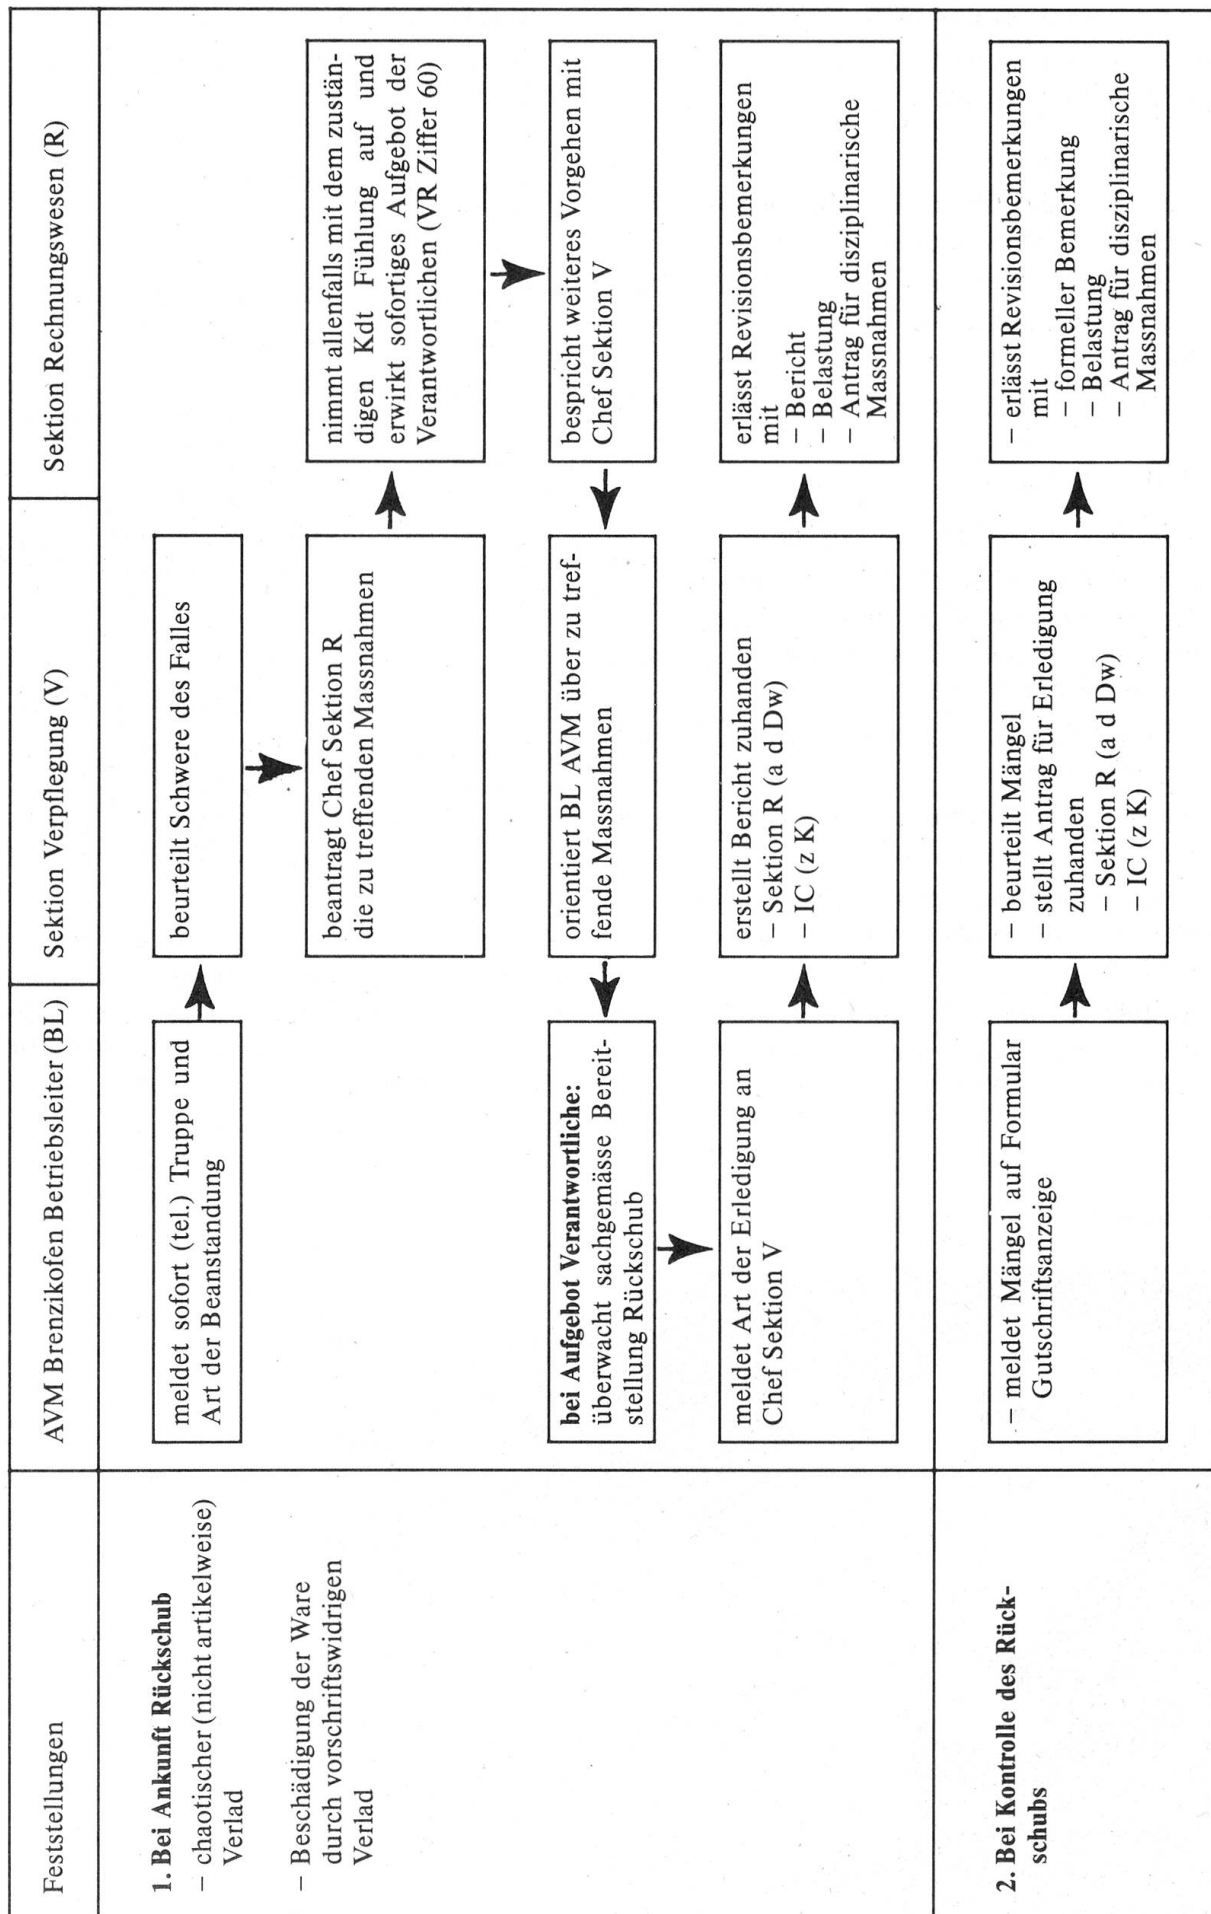 Feststellungen
AVM Brenzikofen Betriebsleiter (BL)
Sektion Verpflegung (V)
Sektion Rechnungswesen (R)
1. Bei Ankunft Rückschub
– chaotischer (nicht artikelweise)
Verlad
– Beschädigung der Ware
durch vorschriftswidrigen
Verlad
meldet sofort (tel.) Truppe und
Art der Beanstandung
beurteilt Schwere des Falles
beantragt Chef Sektion R
die zu treffenden Massnahmen
nimmt allenfalls mit dem zustän-
digen Kdt Fühlung auf und
erwirkt sofortiges Aufgebot der
Verantwortlichen (VR Ziffer 60)
bespricht weiteres Vorgehen mit
Chef Sektion V
orientiert BL AVM über zu tref-
fende Massnahmen
bei Aufgebot Verantwortliche:
überwacht sachgemässe Bereit-
stellung Rückschub
meldet Art der Erledigung an
Chef Sektion V
erstellt Bericht zuhanden
– Sektion R (a d Dw)
– IC (z K)
erlässt Revisionsbemerkungen
mit
– Bericht
– Belastung
– Antrag für disziplinarische
Massnahmen
2. Bei Kontrolle des Rück-
schubs
– meldet Mängel auf Formular
Gutschriftsanzeige
– beurteilt Mängel
– stellt Antrag für Erledigung
zuhanden
– Sektion R (a d Dw)
– IC (z K)
– erlässt Revisionsbemerkungen
mit
– formeller Bemerkung
– Belastung
– Antrag für disziplinarische
Massnahmen